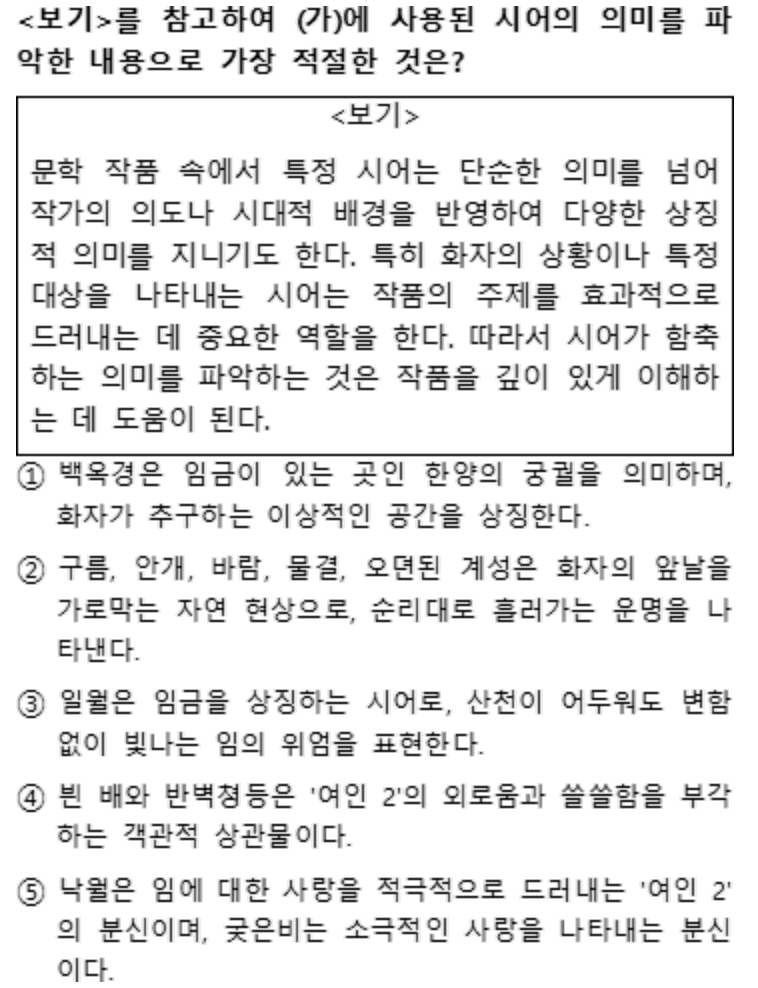 <보기>를 참고하여 (가)에 사용된 시어의 의미를 파
악한 내용으로 가장 적절한 것은?
<보기>
문학 작품 속에서 특정 시어는 단순한 의미를 넘어
작가의 의도나 시대적 배경을 반영하여 다양한 상징
적 의미를 지니기도 한다. 특히 화자의 상황이나 특정
대상을 나타내는 시어는 작품의 주제를 효과적으로
드러내는 데 중요한 역할을 한다. 따라서 시어가 함축
하는 의미를 파악하는 것은 작품을 깊이 있게 이해하
는 데 도움이 된다.
① 백옥경은 임금이 있는 곳인 한양의 궁궐을 의미하며,
화자가 추구하는 이상적인 공간을 상징한다.
② 구름, 안개, 바람, 물결, 오뎐된 계성은 화자의 앞날을
가로막는 자연 현상으로, 순리대로 흘러가는 운명을 나
타낸다.
③ 일월은 임금을 상징하는 시어로, 산천이 어두워도 변함
없이 빛나는 임의 위엄을 표현한다.
④ 븬 배와 반벽청등은 '여인 2'의 외로움과 쓸쓸함을 부각
하는 객관적 상관물이다.
⑤ 낙월은 임에 대한 사랑을 적극적으로 드러내는 '여인 2'
의 분신이며, 궂은비는 소극적인 사랑을 나타내는 분신
이다.